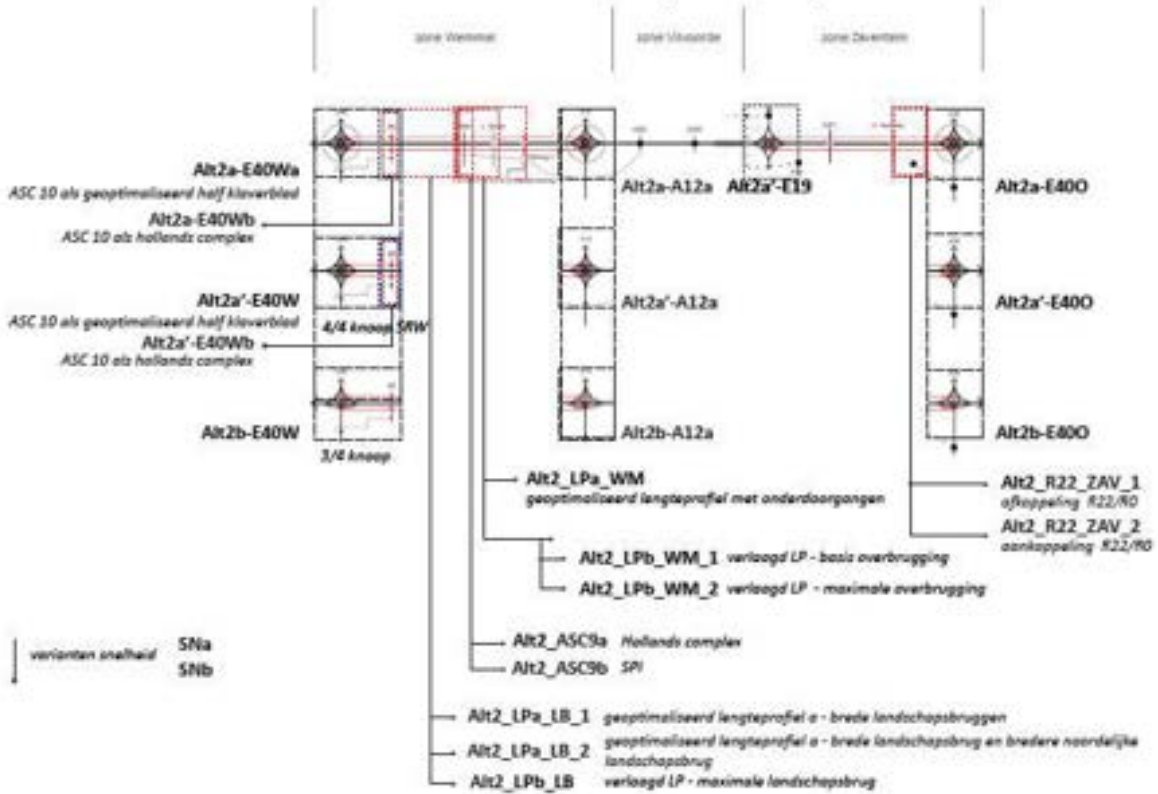 zone Wemmel
zone Vilvoorde
zone Zaventem
Alt2a-E40Wa
ASC 10 als geoptimaliseerd half klaverblad
Alt2a-E40Wb
ASC 10 als hollands complex
Alt2a-A12a
Alt2a'-E19
Alt2a-E40O
Alt2a'-E40W
ASC 10 als geoptimaliseerd half klaverblad
4/4 knoop SRW
Alt2a'-E40Wb
ASC 10 als hollands complex
Alt2a'-A12a
Alt2a'-E40O
Alt2b-E40W
3/4 knoop
Alt2b-A12a
Alt2b-E40O
Alt2_LPa_WM
geoptimaliseerd lengteprofiel met onderdoorgangen
Alt2_R22_ZAV_1
afkoppeling R22/R0
Alt2_R22_ZAV_2
aankoppeling R22/R0
Alt2_LPb_WM_1 verlaagd LP - basis overbrugging
Alt2_LPb_WM_2 verlaagd LP - maximale overbrugging
Alt2_ASC9a Hollands complex
Alt2_ASC9b SPI
varianten snelheid
SNa
SNb
Alt2_LPa_LB_1 geoptimaliseerd lengteprofiel a - brede landschapsbruggen
Alt2_LPa_LB_2 geoptimaliseerd lengteprofiel a - brede landschapsbrug en bredere noordelijke
landschapsbrug
Alt2_LPb_LB verlaagd LP - maximale landschapsbrug